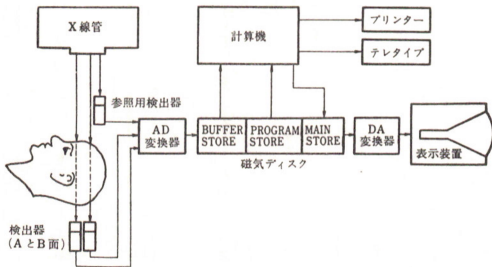 X線管
計算機
プリンター
テレタイプ
参照用検出器
AD
変換器
BUFFER
STORE
PROGRAM
STORE
MAIN
STORE
DA
変換器
表示装置
磁気ディスク
検出器
(AとB面)